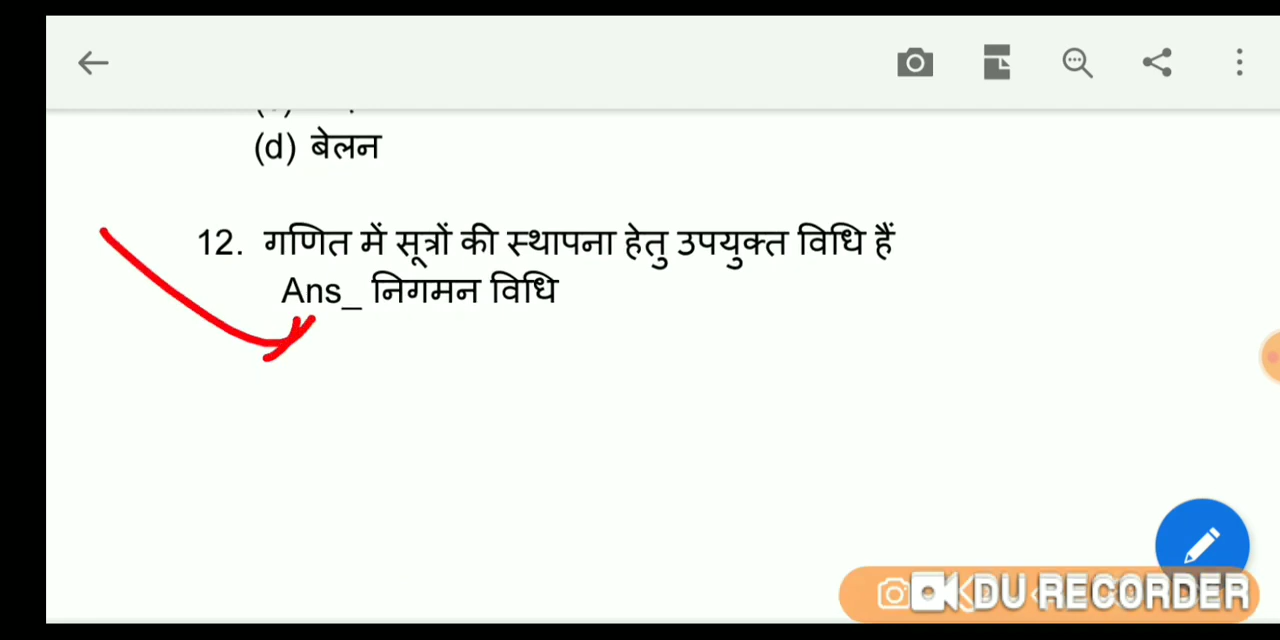 (d) बेलन
12. गणित में सूत्रों की स्थापना हेतु उपयुक्त विधि हैं
Ans_ निगमन विधि
DU RECORDER